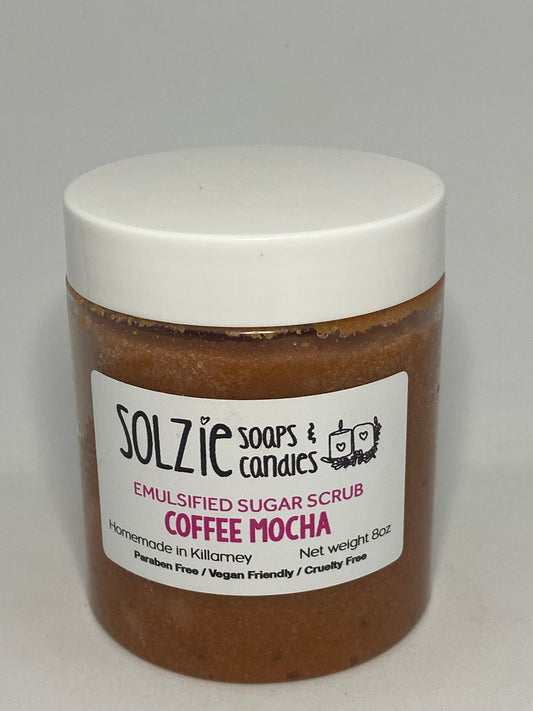 SOLZiE soaps &
candles
EMULSIFIED SUGAR SCRUB
COFFEE MOCHA
Homemade in Killarney Net weight 8oz
Paraben Free / Vegan Friendly / Cruelty Free